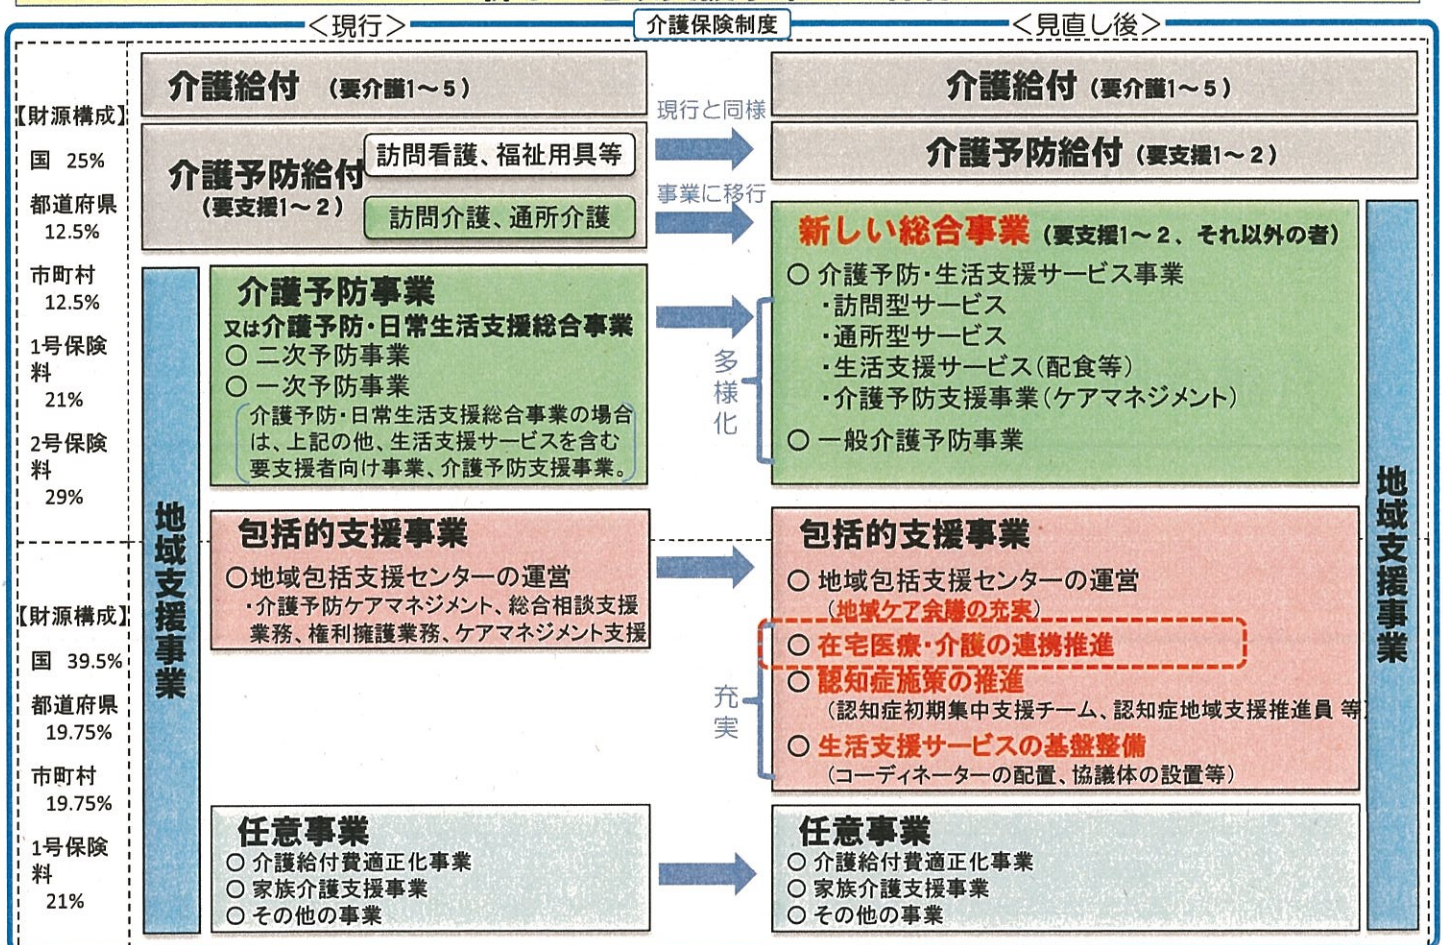 ＜現行＞
介護保険制度
＜見直し後＞
【財源構成】
国 25%
都道府県
12.5%
市町村
12.5%
1号保険
料
21%
2号保険
料
29%
【財源構成】
国 39.5%
都道府県
19.75%
市町村
19.75%
1号保険
料
21%
介護給付 （要介護1～5）
介護予防給付
（要支援1～2）
訪問看護、福祉用具等
訪問介護、通所介護
地域支援事業
介護予防事業
又は介護予防・日常生活支援総合事業
○ 二次予防事業
○ 一次予防事業
介護予防・日常生活支援総合事業の場合
は、上記の他、生活支援サービスを含む
要支援者向け事業、介護予防支援事業。
包括的支援事業
○地域包括支援センターの運営
・介護予防ケアマネジメント、総合相談支援
業務、権利擁護業務、ケアマネジメント支援
任意事業
○ 介護給付費適正化事業
○ 家族介護支援事業
○ その他の事業
現行と同様
事業に移行
多様化
充実
介護給付（要介護1～5）
介護予防給付（要支援1～2）
新しい総合事業（要支援1～2、それ以外の者）
○ 介護予防・生活支援サービス事業
・訪問型サービス
・通所型サービス
・生活支援サービス（配食等）
・介護予防支援事業（ケアマネジメント）
○ 一般介護予防事業
包括的支援事業
○ 地域包括支援センターの運営
（地域ケア会議の充実）
○ 在宅医療・介護の連携推進
○ 認知症施策の推進
（認知症初期集中支援チーム、認知症地域支援推進員 等）
○ 生活支援サービスの基盤整備
（コーディネーターの配置、協議体の設置等）
任意事業
○ 介護給付費適正化事業
○ 家族介護支援事業
○ その他の事業
地域支援事業